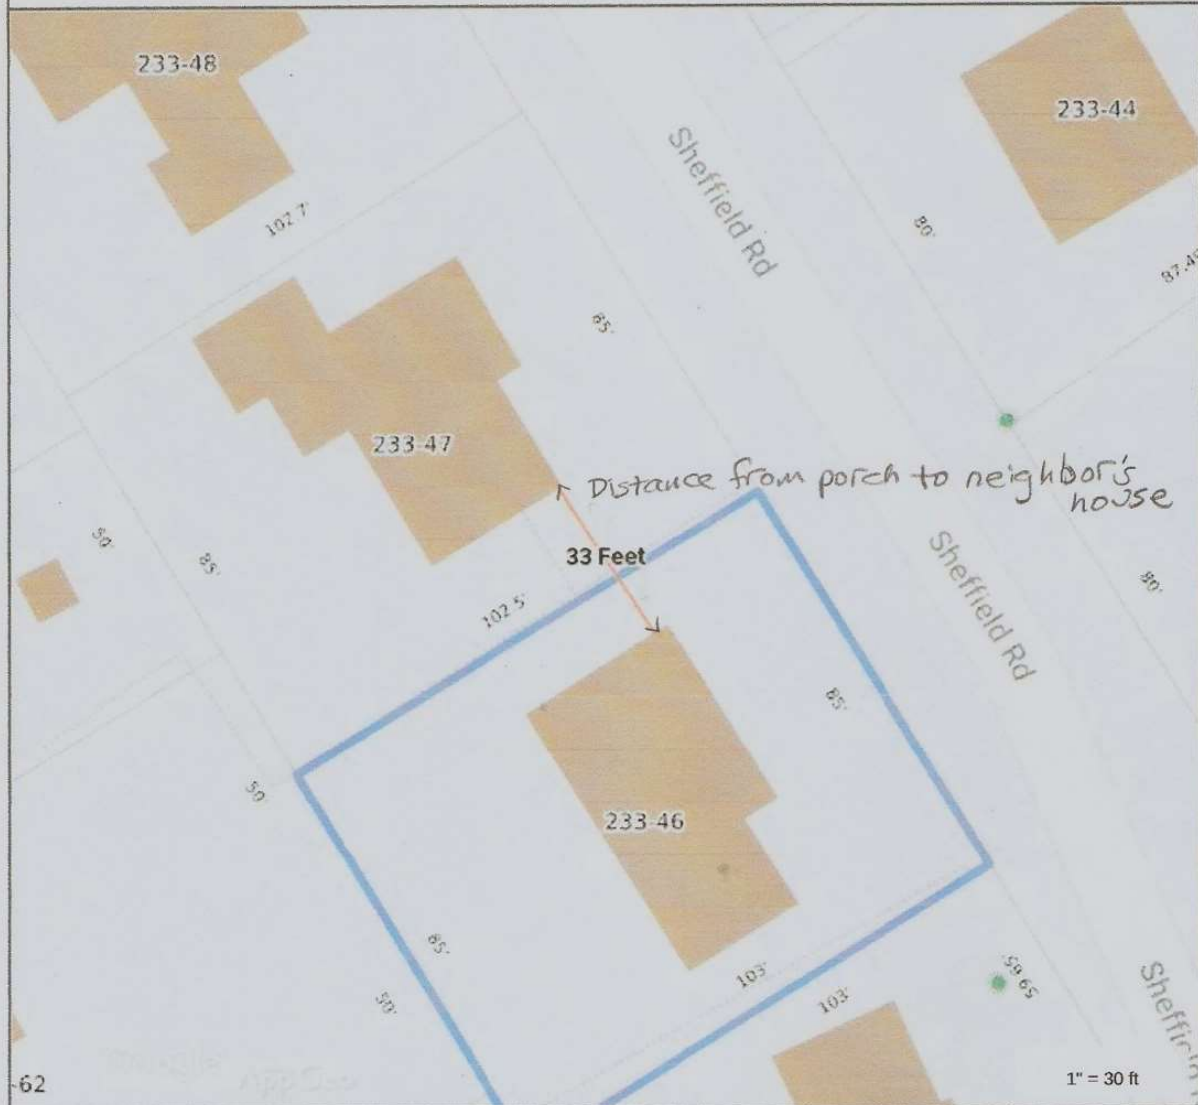 233-48
233-44
Sheffield Rd
102.7'
80'
87.49
85'
233-47
Distance from porch to neighbor's
house
33 Feet
50'
85'
102.5'
Sheffield Rd
80'
85'
50'
233-46
85'
50'
103'
103'
59.65'
Sheffield
-62
1" = 30 ft